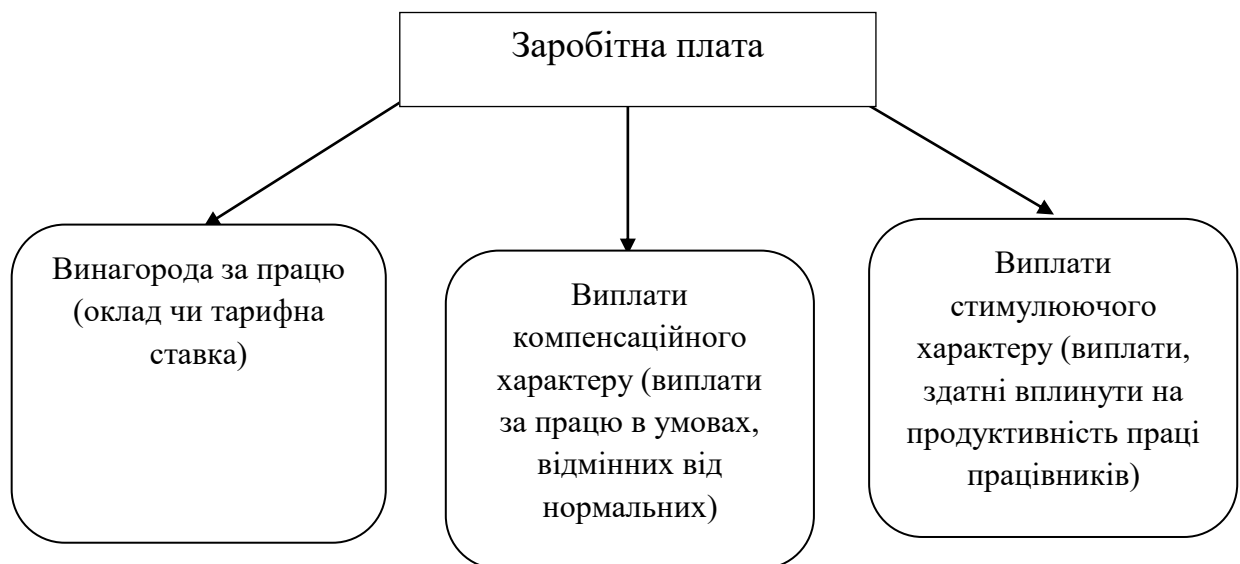 Заробітна плата
Винагорода за працю
(оклад чи тарифна
ставка)
Виплати
компенсаційного
характеру (виплати
за працю в умовах,
відмінних від
нормальних)
Виплати
стимулюючого
характеру (виплати,
здатні вплинути на
продуктивність праці
працівників)